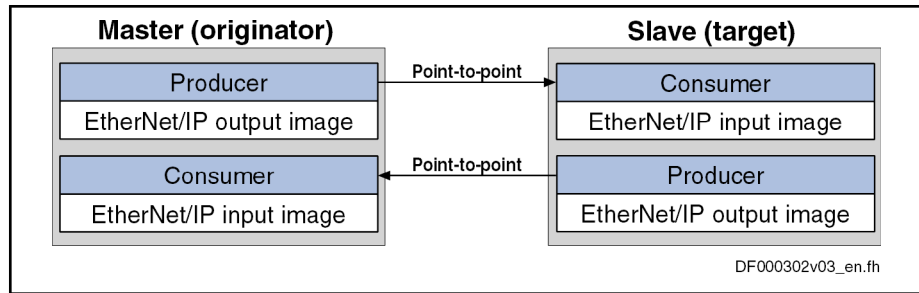 Master (originator)
Slave (target)
Producer
EtherNet/IP output image
Point-to-point
Consumer
EtherNet/IP input image
Consumer
EtherNet/IP input image
Point-to-point
Producer
EtherNet/IP output image
DF000302v03_en.fh